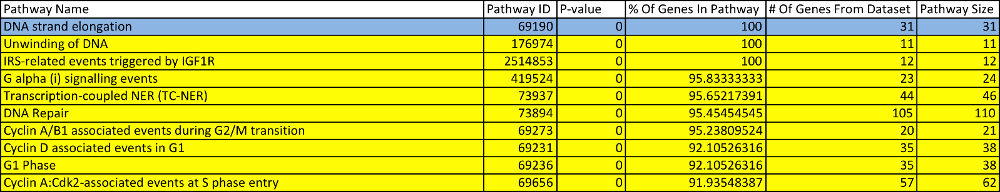 Pathway Name Pathway ID P-value % Of Genes In Pathway # Of Genes From Dataset Pathway Size
DNA strand elongation 69190 0 100 31 31
Unwinding of DNA 176974 0 100 11 11
IRS-related events triggered by IGF1R 2514853 0 100 12 12
G alpha (i) signalling events 419524 0 95.83333333 23 24
Transcription-coupled NER (TC-NER) 73937 0 95.65217391 44 46
DNA Repair 73894 0 95.45454545 105 110
Cyclin A/B1 associated events during G2/M transition 69273 0 95.23809524 20 21
Cyclin D associated events in G1 69231 0 92.10526316 35 38
G1 Phase 69236 0 92.10526316 35 38
Cyclin A:Cdk2-associated events at S phase entry 69656 0 91.93548387 57 62